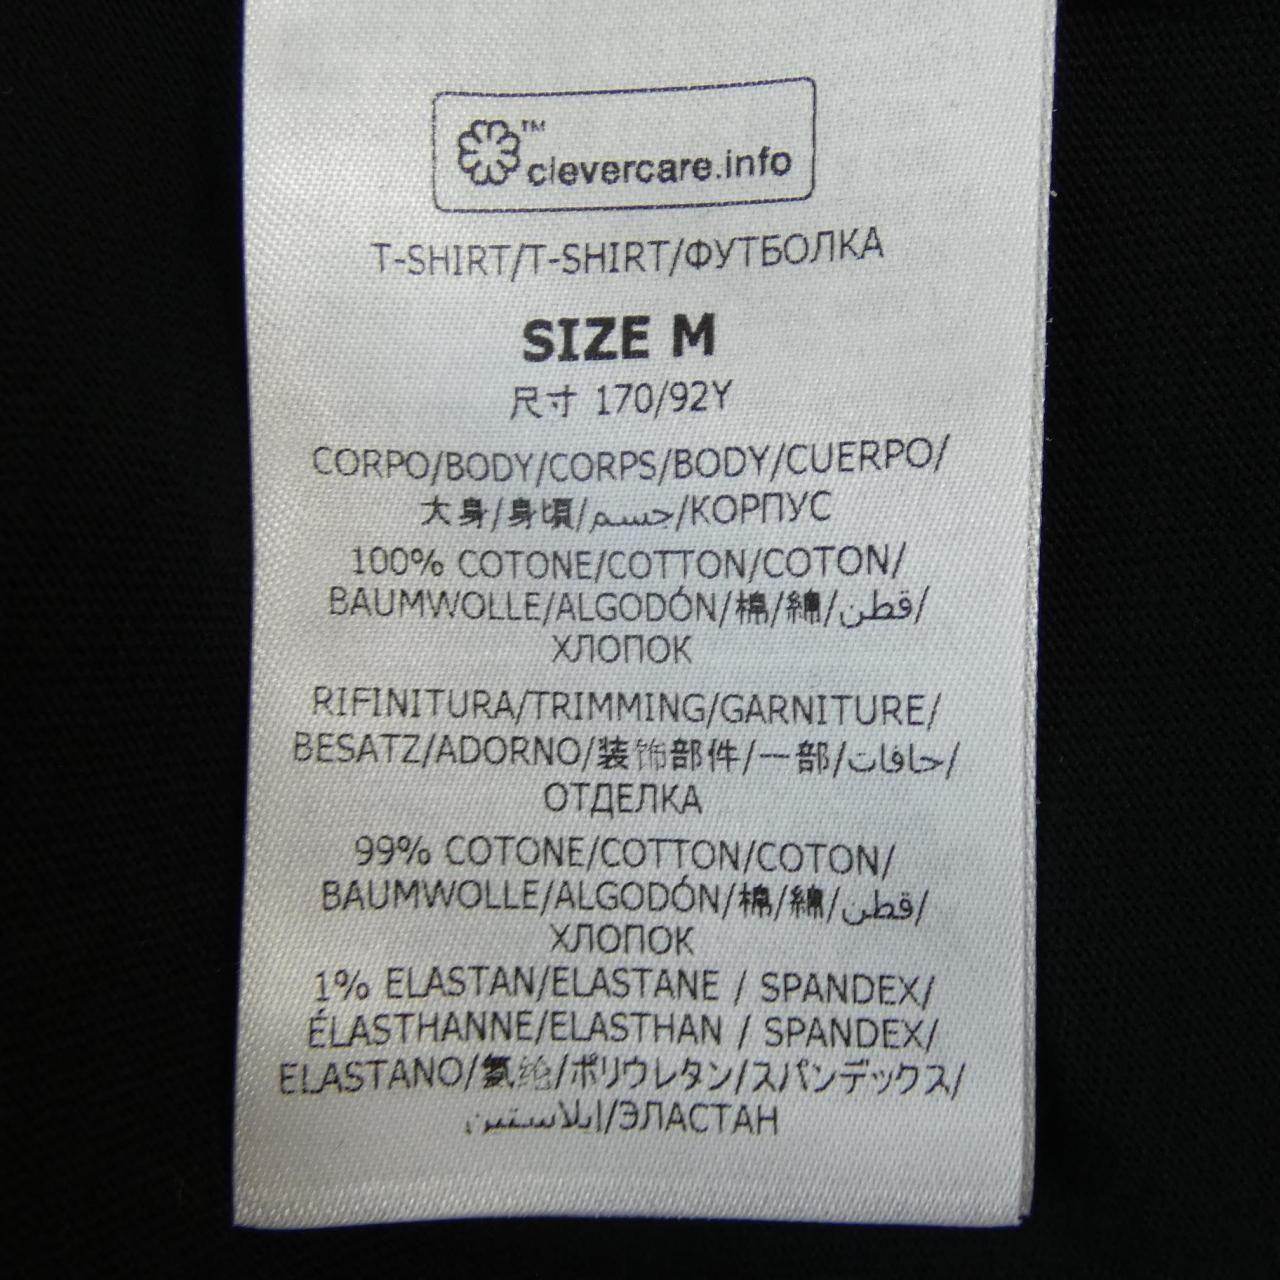 ™
clevercare.info
T-SHIRT/T-SHIRT/ФУТБОЛКА
SIZE M
尺寸 170/92Y
CORPO/BODY/CORPS/BODY/CUERPO/
大身/身頃/جسم/КОРПУС
100% COTONE/COTTON/COTON/
BAUMWOLLE/ALGODÓN/棉/綿/قطن/
ХЛОПОК
RIFINITURA/TRIMMING/GARNITURE/
BESATZ/ADORNO/装饰部件/一部/حافات/
ОТДЕЛКА
99% COTONE/COTTON/COTON/
BAUMWOLLE/ALGODÓN/棉/綿/قطن/
ХЛОПОК
1% ELASTAN/ELASTANE / SPANDEX/
ÉLASTHANNE/ELASTHAN / SPANDEX/
ELASTANO/氨纶/ポリウレタン/スパンデックス/
إيلاستين/ЭЛАСТАН